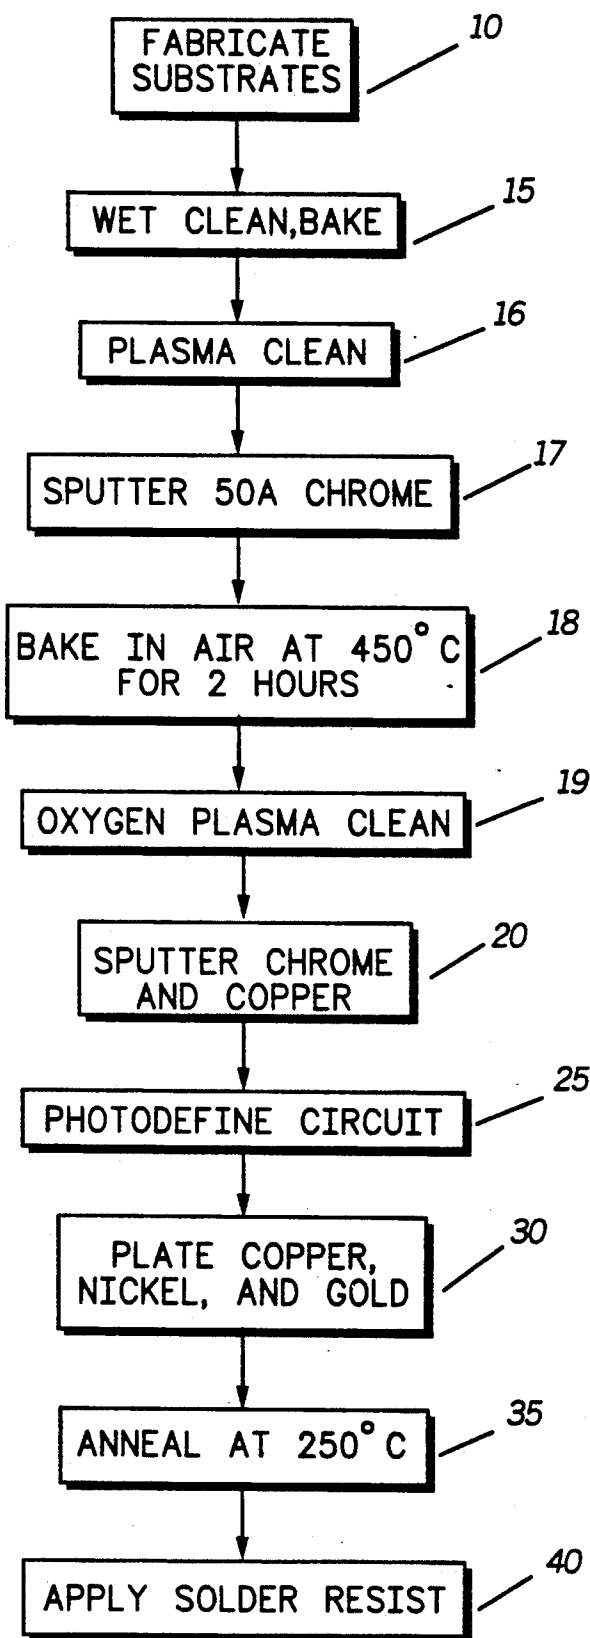 FABRICATE
SUBSTRATES
10
WET CLEAN,BAKE
15
PLASMA CLEAN
16
SPUTTER 50A CHROME
17
BAKE IN AIR AT 450° C
FOR 2 HOURS
18
OXYGEN PLASMA CLEAN
19
SPUTTER CHROME
AND COPPER
20
PHOTODEFINE CIRCUIT
25
PLATE COPPER,
NICKEL, AND GOLD
30
ANNEAL AT 250° C
35
APPLY SOLDER RESIST
40